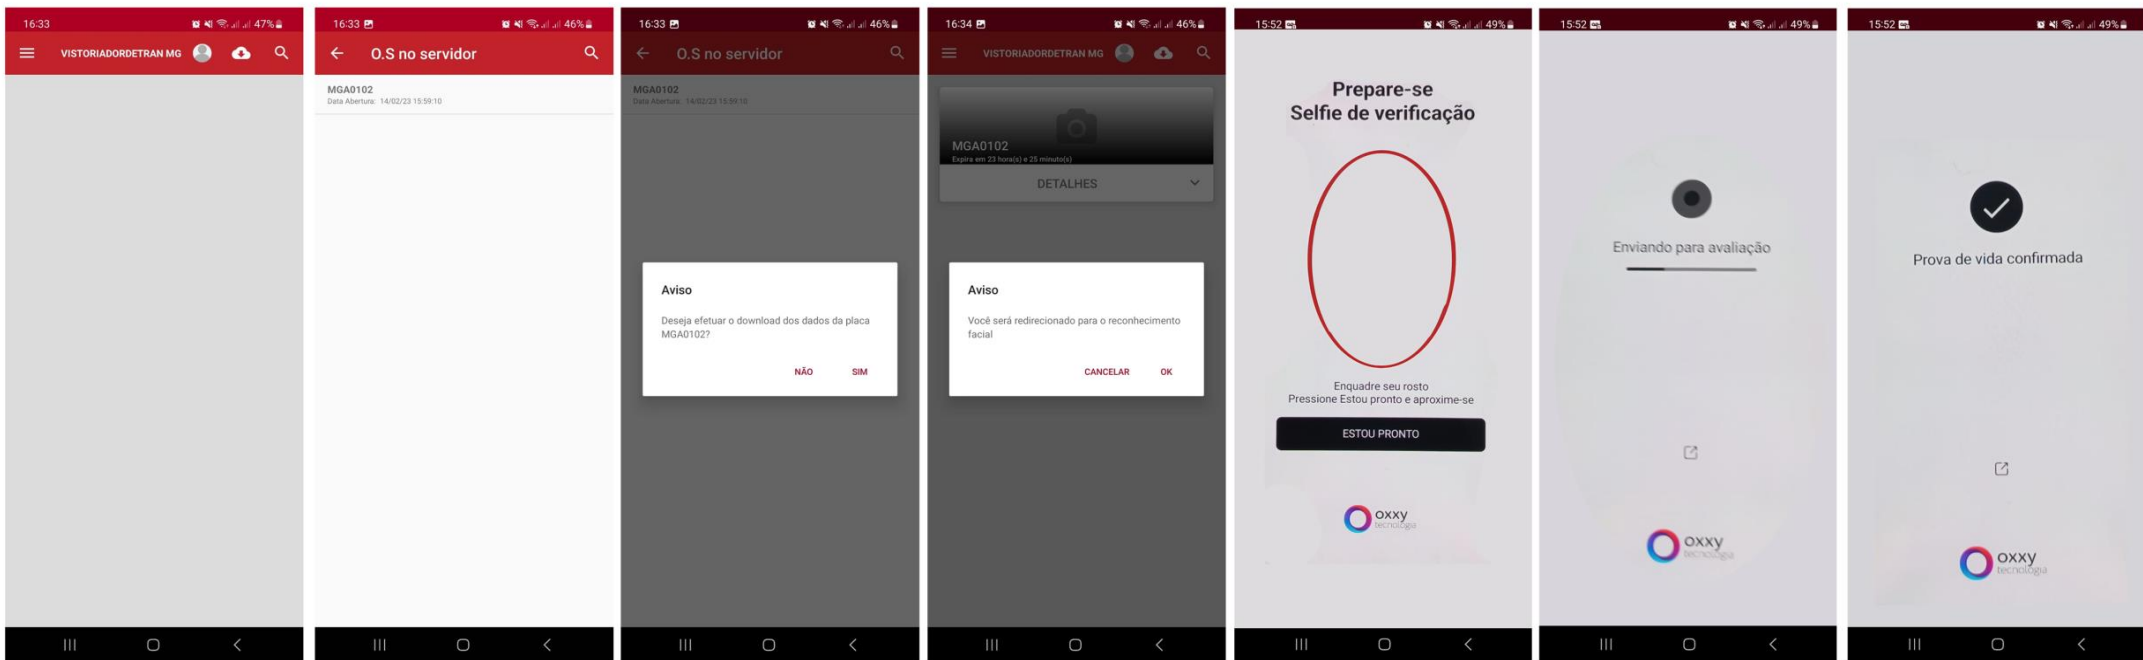 16:33
47%
VISTORIADORDETRAN MG
16:33
46%
O.S no servidor
MGA0102
Data Abertura: 14/02/23 15:59:10
16:33
46%
O.S no servidor
MGA0102
Data Abertura: 14/02/23 15:59:10
Aviso
Deseja efetuar o download dos dados da placa
MGA0102?
NÃO SIM
16:34
46%
VISTORIADORDETRAN MG
MGA0102
Expira em 23 hora(s) e 25 minuto(s)
DETALHES
Aviso
Você será redirecionado para o reconhecimento
facial
CANCELAR OK
15:52
49%
Prepare-se
Selfie de verificação
Enquadre seu rosto
Pressione Estou pronto e aproxime-se
ESTOU PRONTO
oxxy
tecnologia
15:52
49%
Enviando para avaliação
oxxy
tecnologia
15:52
49%
Prova de vida confirmada
oxxy
tecnologia